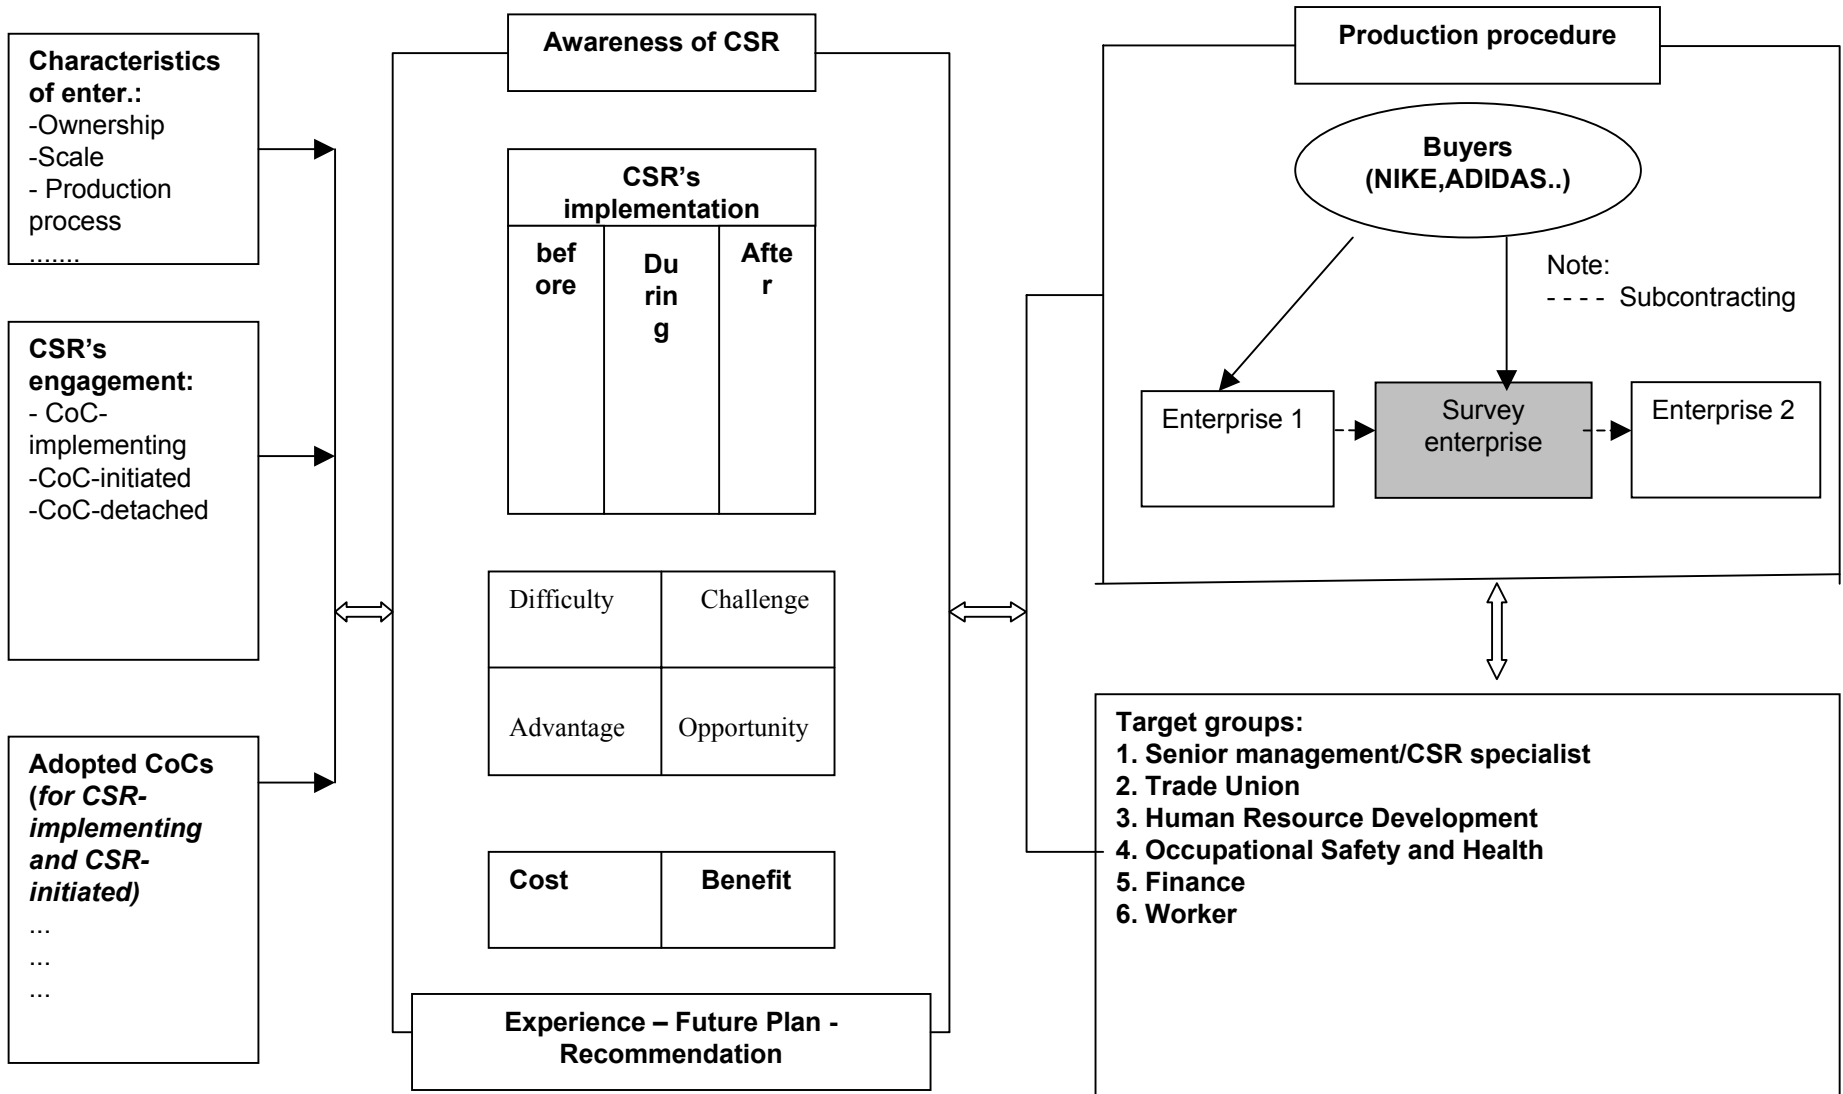 Characteristics
of enter.:
-Ownership
-Scale
- Production
process
.......
CSR’s
engagement:
- CoC-
implementing
-CoC-initiated
-CoC-detached
Adopted CoCs
(for CSR-
implementing
and CSR-
initiated)
...
...
...
Awareness of CSR
CSR’s
implementation
bef
ore
Du
rin
g
Afte
r
Difficulty
Challenge
Advantage
Opportunity
Cost
Benefit
Experience – Future Plan -
Recommendation
Production procedure
Buyers
(NIKE,ADIDAS..)
Note:
- - - - Subcontracting
Enterprise 1
Survey
enterprise
Enterprise 2
Target groups:
1. Senior management/CSR specialist
2. Trade Union
3. Human Resource Development
4. Occupational Safety and Health
5. Finance
6. Worker